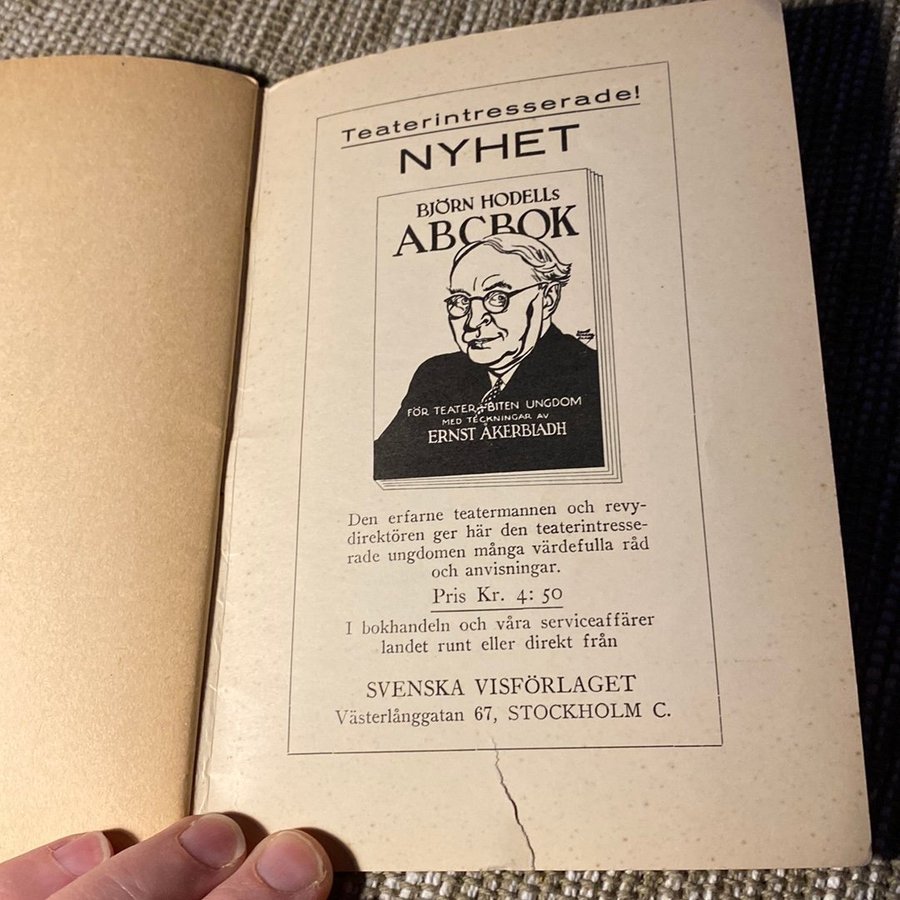 Teaterintresserade!
NYHET
BJÖRN HODELLs
ABCBOK
FÖR TEATERBITEN UNGDOM
MED TECKNINGAR AV
ERNST ÅKERBLADH
Den erfarne teatermannen och revy-
direktören ger här den teaterintresse-
rade ungdomen många värdefulla råd
och anvisningar.
Pris Kr. 4: 50
I bokhandeln och våra serviceaffärer
landet runt eller direkt från
SVENSKA VISFÖRLAGET
Västerlånggatan 67, STOCKHOLM C.